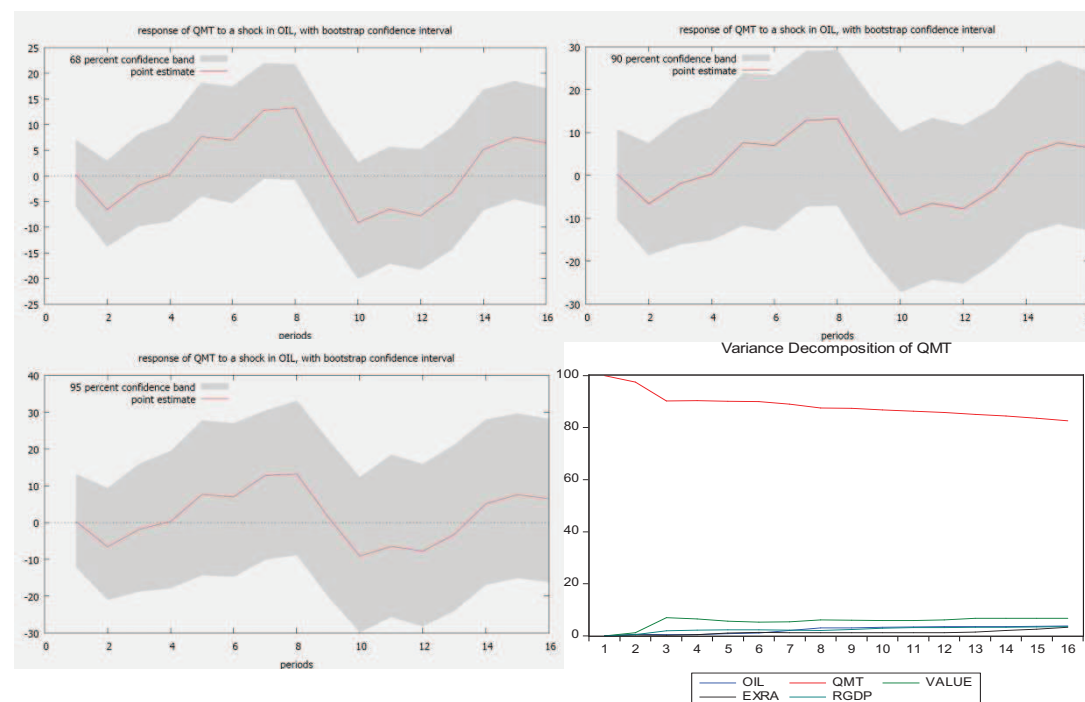 response of QMT to a shock in OIL, with bootstrap confidence interval
25
68 percent confidence band
20
point estimate
15
10
5
0
-5
-10
-15
-20
-25
0 2 4 6 8 10 12 14 16
periods
response of QMT to a shock in OIL, with bootstrap confidence interval
30
90 percent confidence band
20
point estimate
10
0
-10
-20
-30
0 2 4 6 8 10 12 14 16
periods
response of QMT to a shock in OIL, with bootstrap confidence interval
40
95 percent confidence band
30
point estimate
20
10
0
-10
-20
-30
0 2 4 6 8 10 12 14 16
periods
Variance Decomposition of QMT
100
80
60
40
20
0
1 2 3 4 5 6 7 8 9 10 11 12 13 14 15 16
OIL QMT VALUE
EXRA RGDP